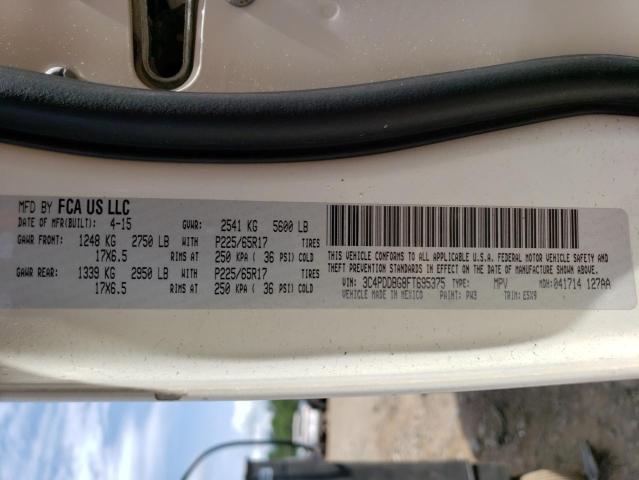 MFD BY FCA US LLC
DATE OF MFR(BUILT): 4-15 GVWR: 2541 KG 5600 LB
GAWR FRONT: 1248 KG 2750 LB WITH P225/65R17 TIRES
17X6.5 RIMS AT 250 KPA ( 36 PSI) COLD
GAWR REAR: 1339 KG 2950 LB WITH P225/65R17 TIRES
17X6.5 RIMS AT 250 KPA ( 36 PSI) COLD
THIS VEHICLE CONFORMS TO ALL APPLICABLE U.S.A. FEDERAL MOTOR VEHICLE SAFETY AND
THEFT PREVENTION STANDARDS IN EFFECT ON THE DATE OF MANUFACTURE SHOWN ABOVE.
VIN: 3C4PDDBG8FT695375 TYPE: MPV MDH: 041714 127AA
VEHICLE MADE IN MEXICO PAINT: PW3 TRIM: E5X9